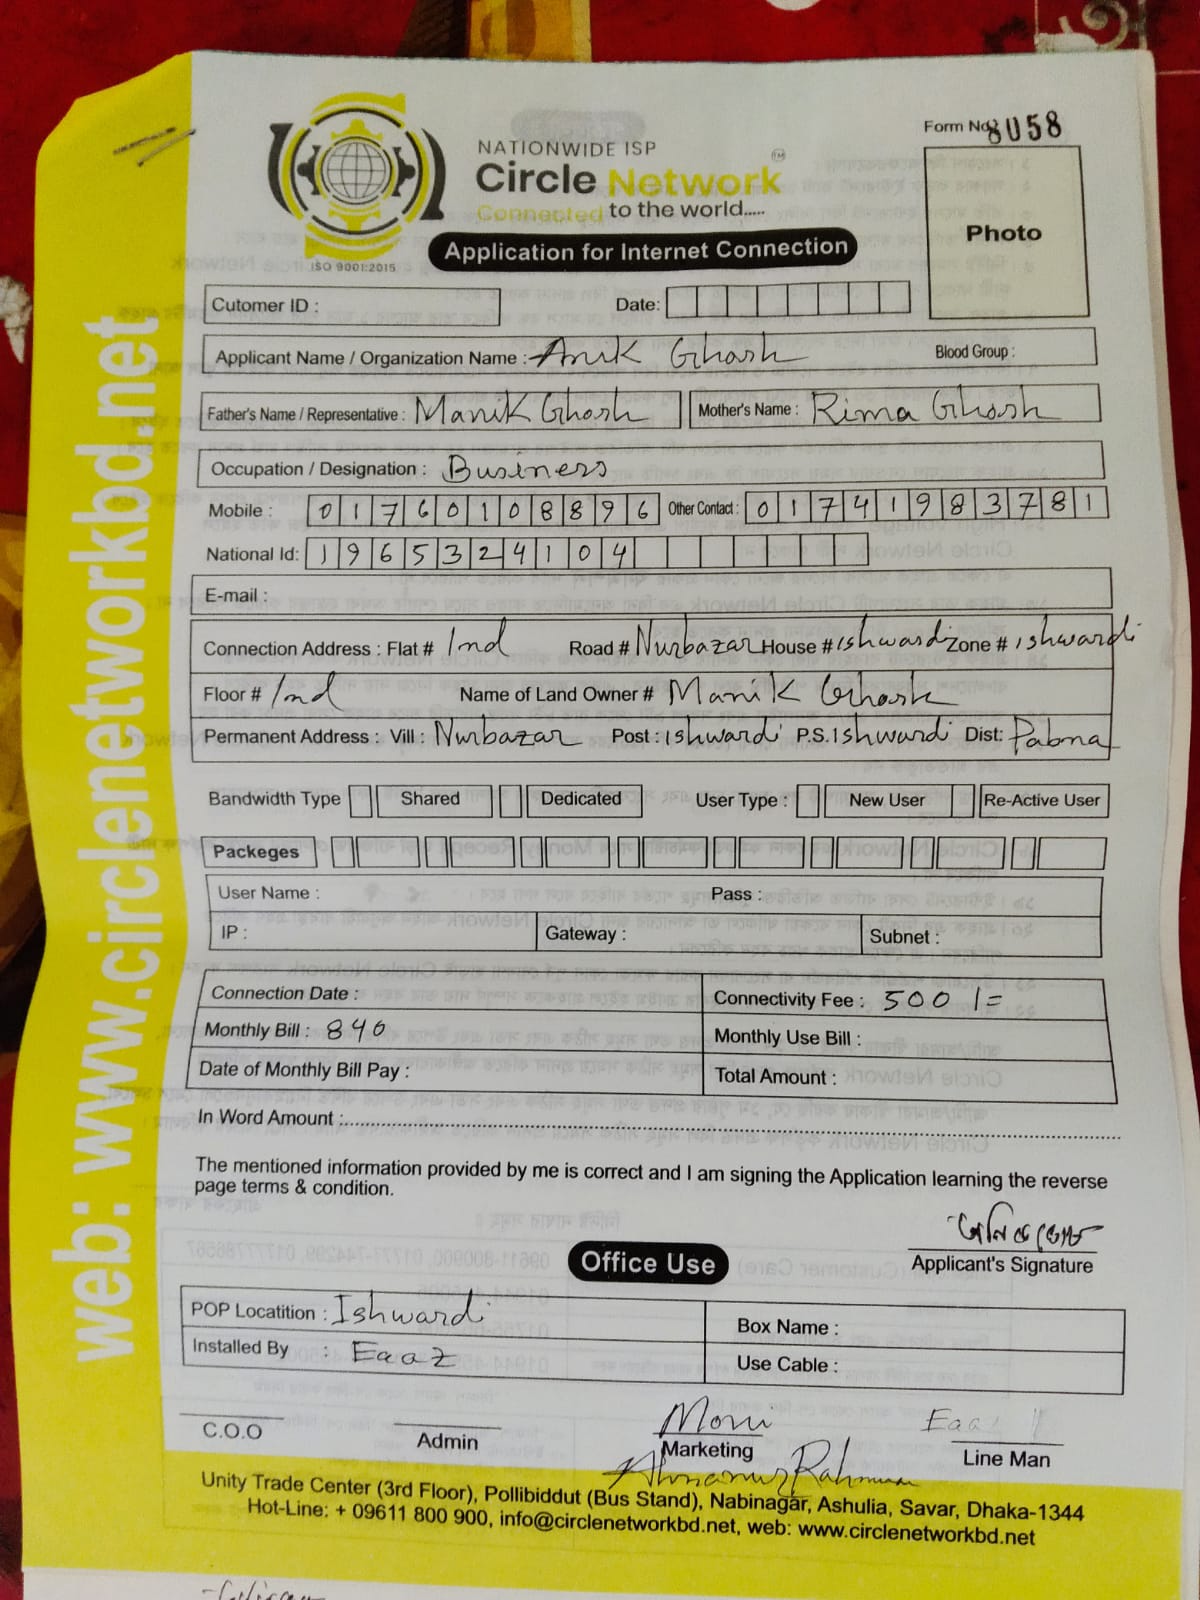 Form No: 8058
NATIONWIDE ISP
Circle Network TM
Connected to the world.....
ISO 9001:2015
Application for Internet Connection
Photo
web: www.circlenetworkbd.net
Cutomer ID :
Date:
Applicant Name / Organization Name : Anik Ghosh
Blood Group :
Father's Name / Representative : Manik Ghosh
Mother's Name : Rima Ghosh
Occupation / Designation : Business
Mobile : 01760108896 Other Contact : 01741983781
National Id: 1965324104
E-mail :
Connection Address : Flat # Ind Road # Nurbazar House # Ishwardi Zone # Ishwardi
Floor # Ind Name of Land Owner # Manik Ghosh
Permanent Address : Vill : Nurbazar Post : Ishwardi P.S. Ishwardi Dist: Pabna
Bandwidth Type Shared Dedicated User Type : New User Re-Active User
Packeges
User Name : Pass :
IP : Gateway : Subnet :
Connection Date : Connectivity Fee : 500/=
Monthly Bill : 840 Monthly Use Bill :
Date of Monthly Bill Pay : Total Amount :
In Word Amount :
The mentioned information provided by me is correct and I am signing the Application learning the reverse
page terms & condition.
Applicant's Signature
Office Use
POP Locatition : Ishwardi Box Name :
Installed By : Eaaz Use Cable :
Moni Eaaz
C.O.O Admin Marketing Line Man
Rahman
Unity Trade Center (3rd Floor), Pollibiddut (Bus Stand), Nabinagar, Ashulia, Savar, Dhaka-1344
Hot-Line: + 09611 800 900, info@circlenetworkbd.net, web: www.circlenetworkbd.net